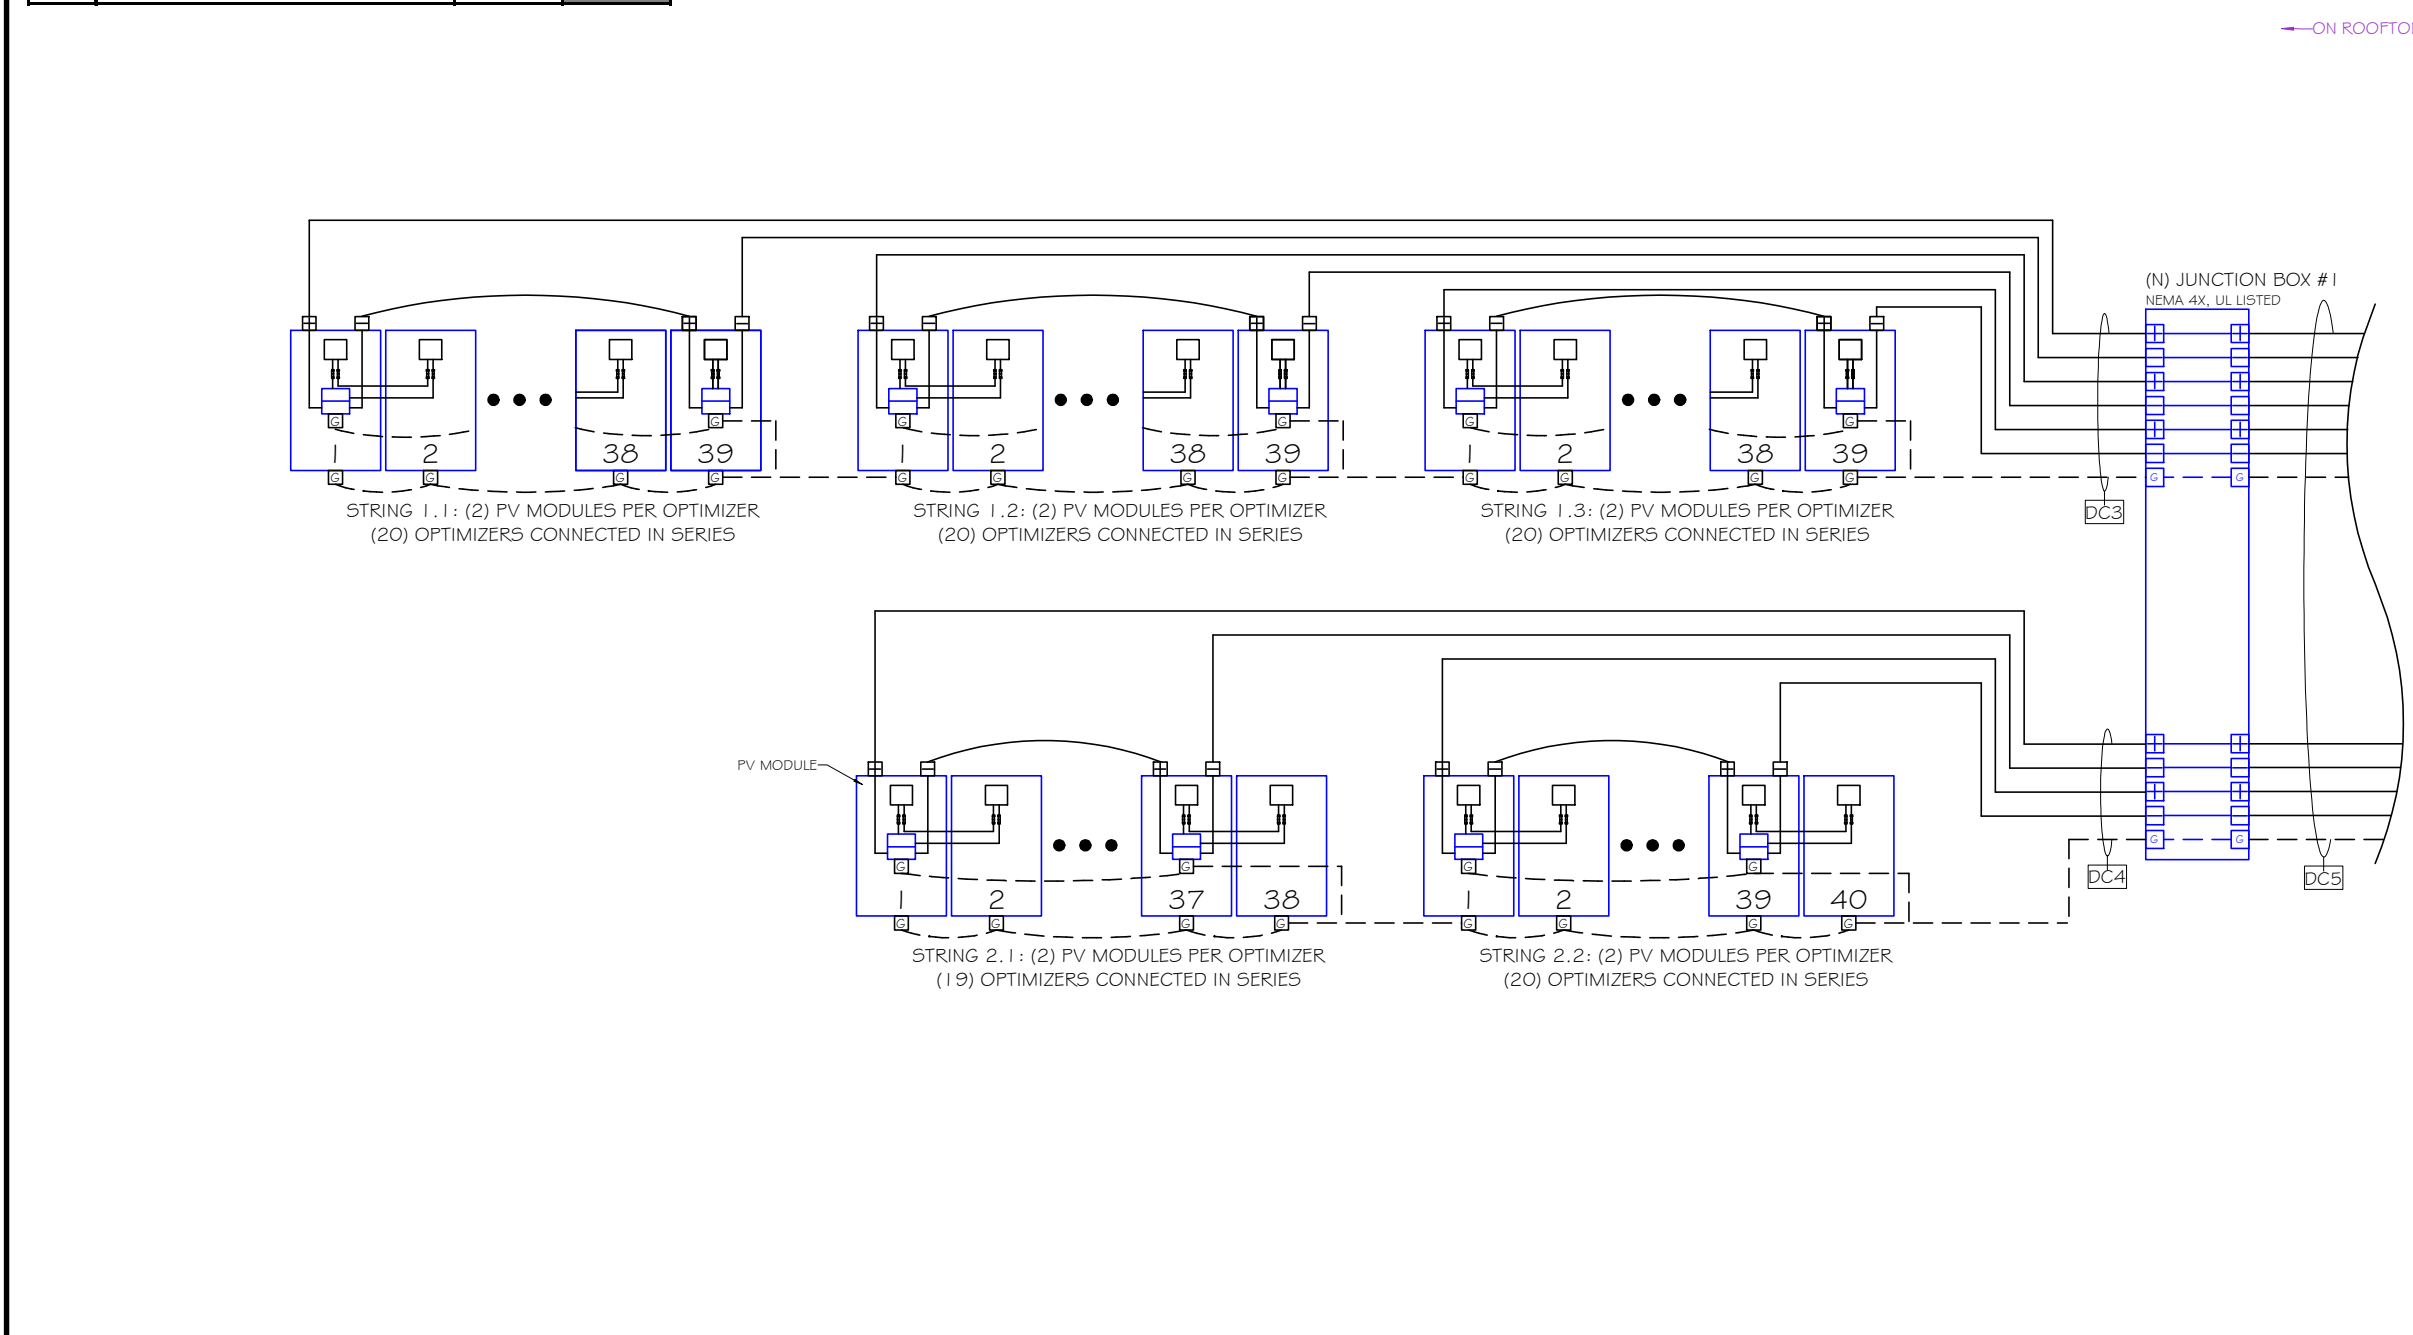 ON ROOFTO
(N) JUNCTION BOX #1
NEMA 4X, UL LISTED
G G
G G
1 2 38 39
G G G G
G G
1 2 38 39
G G G G
G G
1 2 38 39
G G G G
G G
STRING 1.1: (2) PV MODULES PER OPTIMIZER
(20) OPTIMIZERS CONNECTED IN SERIES
STRING 1.2: (2) PV MODULES PER OPTIMIZER
(20) OPTIMIZERS CONNECTED IN SERIES
STRING 1.3: (2) PV MODULES PER OPTIMIZER
(20) OPTIMIZERS CONNECTED IN SERIES
DC3
PV MODULE
G G
1 2 37 38
G G G G
G G
1 2 39 40
G G G G
DC4
DC5
STRING 2.1: (2) PV MODULES PER OPTIMIZER
(19) OPTIMIZERS CONNECTED IN SERIES
STRING 2.2: (2) PV MODULES PER OPTIMIZER
(20) OPTIMIZERS CONNECTED IN SERIES